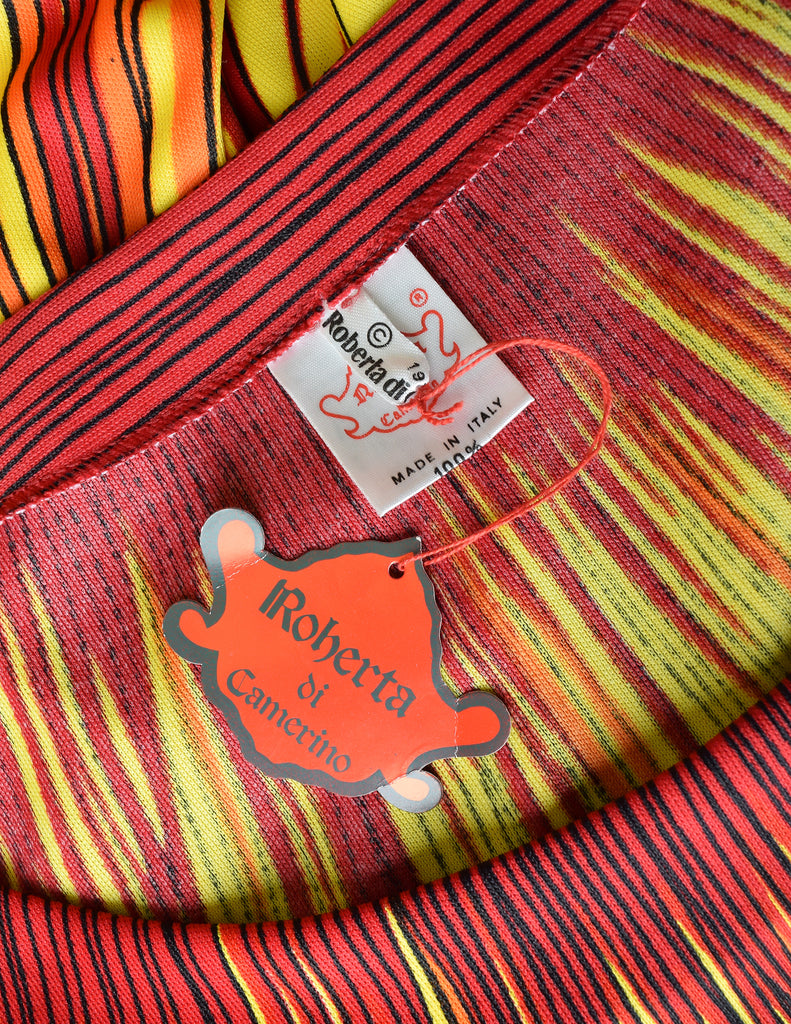 ®
© 19
Roberta di
R
MADE IN ITALY
100%
Roberta
di
Camerino